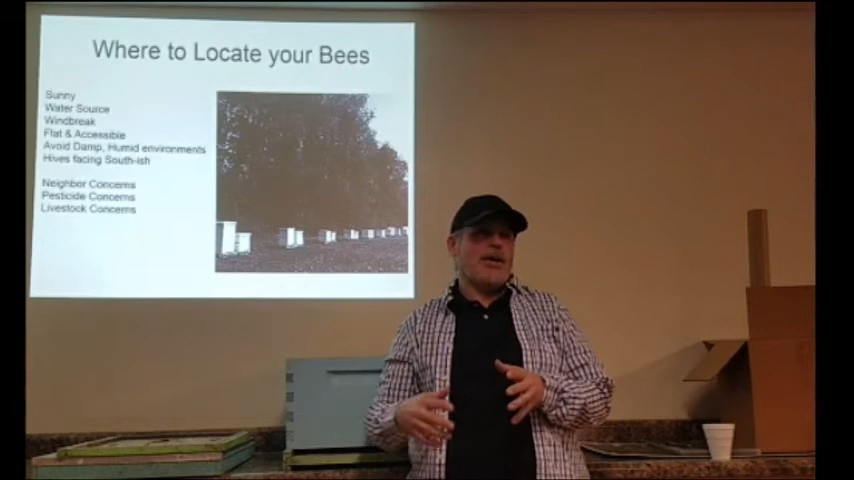 Where to Locate your Bees
Sunny
Water Source
Windbreak
Flat & Accessible
Avoid Damp, Humid environments
Hives facing South-ish
Neighbor Concerns
Pesticide Concerns
Livestock Concerns